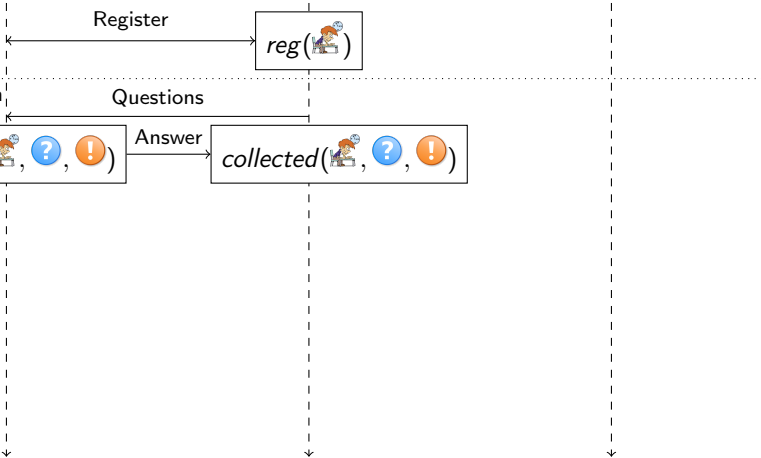 Register
reg( )
Questions
, ?, !)
Answer
collected( , ?, !)